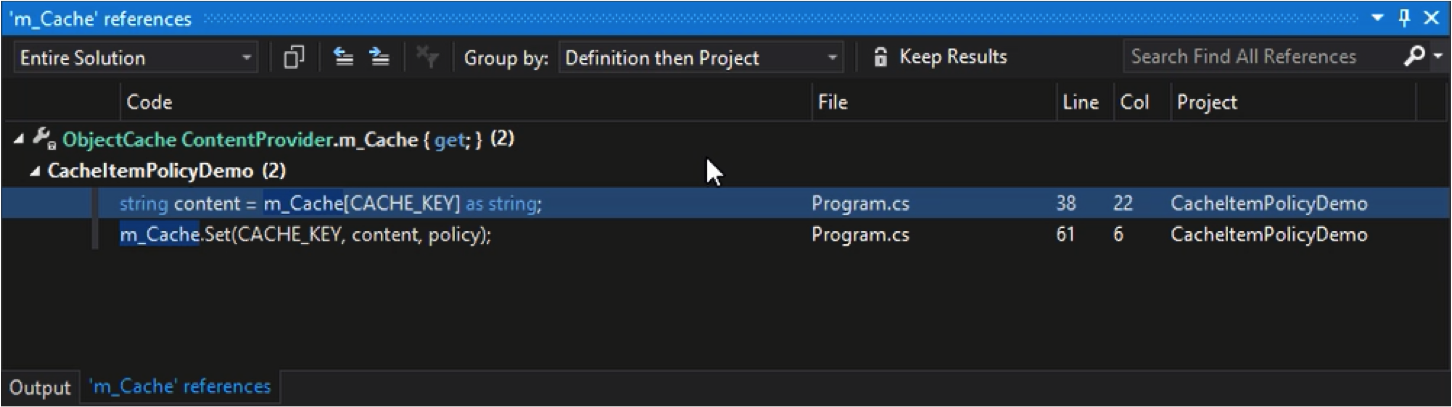 'm_Cache' references
Entire Solution Group by: Definition then Project Keep Results Search Find All References
Code File Line Col Project
ObjectCache ContentProvider.m_Cache { get; } (2)
CacheItemPolicyDemo (2)
string content = m_Cache[CACHE_KEY] as string; Program.cs 38 22 CacheItemPolicyDemo
m_Cache.Set(CACHE_KEY, content, policy); Program.cs 61 6 CacheItemPolicyDemo
Output 'm_Cache' references